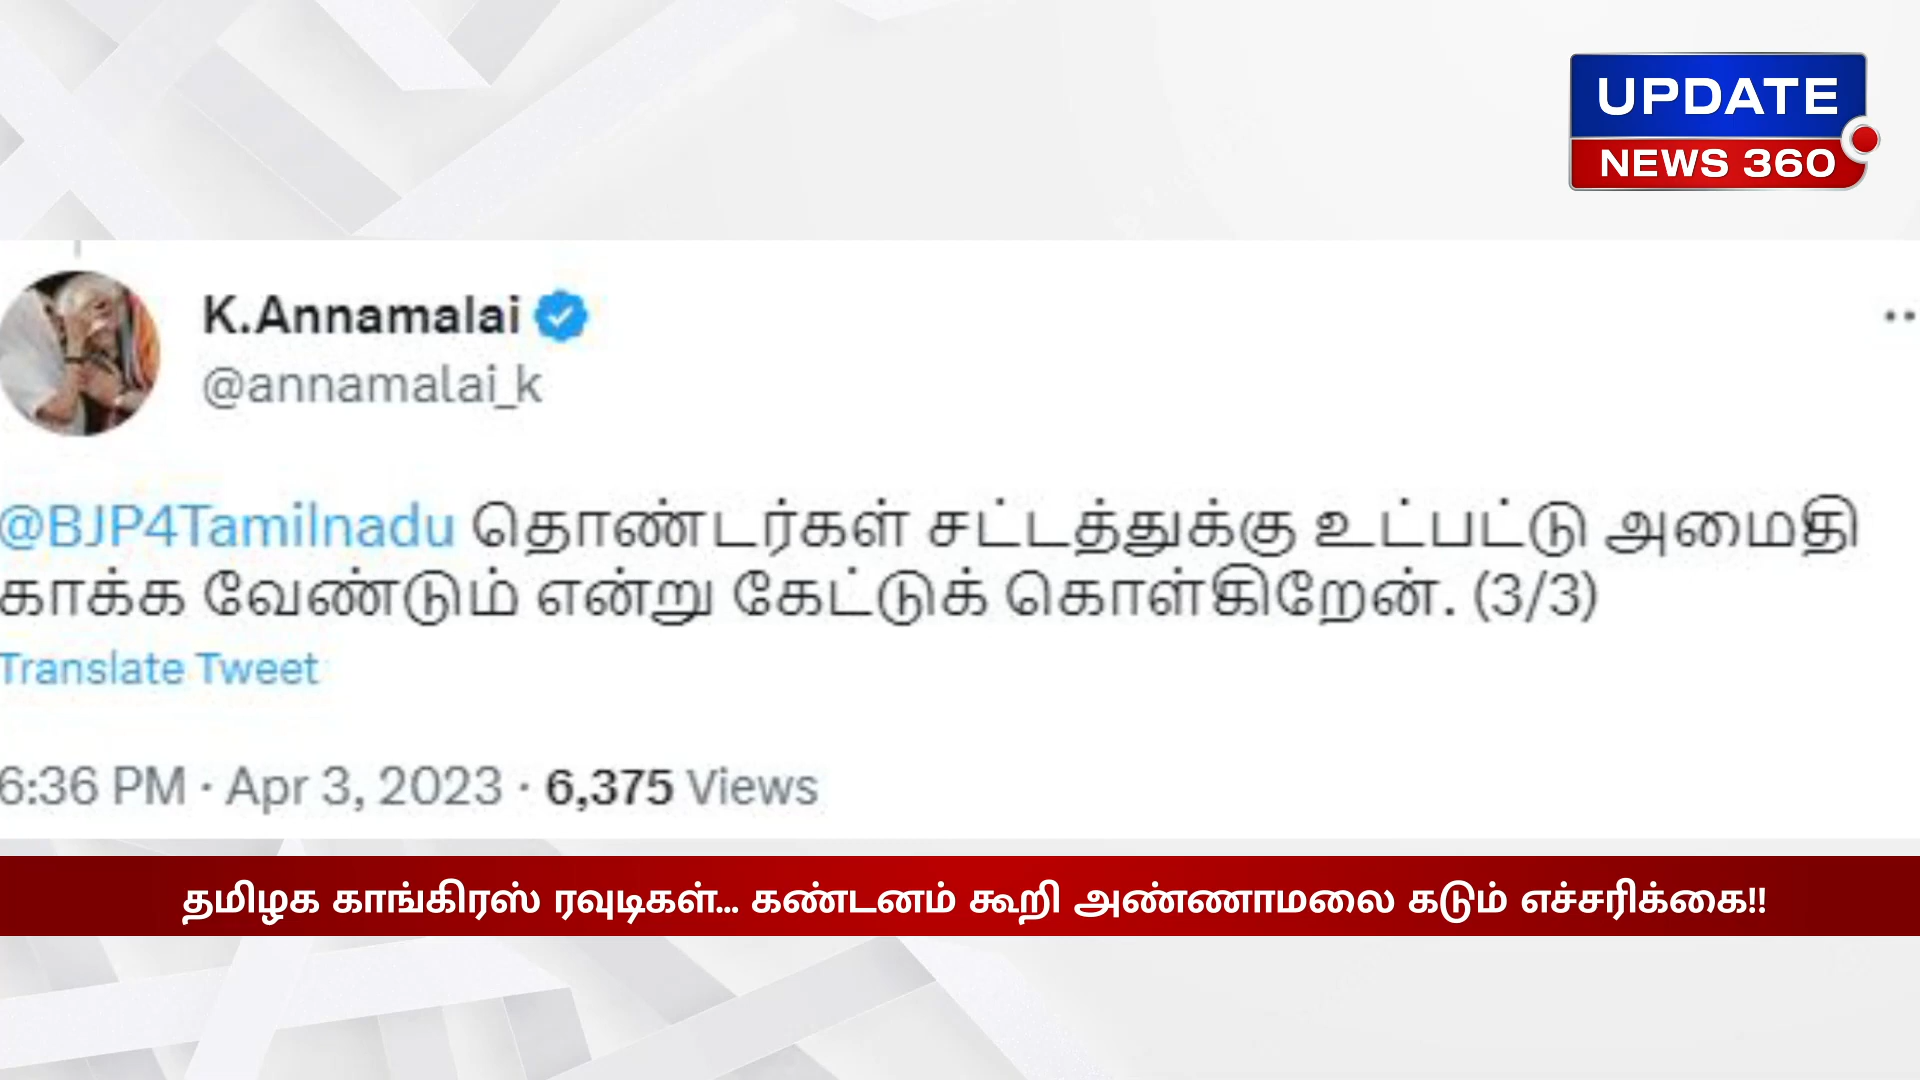 UPDATE
NEWS 360
K.Annamalai
@annamalai_k
@BJP4Tamilnadu தொண்டர்கள் சட்டத்துக்கு உட்பட்டு அமைதி
காக்க வேண்டும் என்று கேட்டுக் கொள்கிறேன். (3/3)
Translate Tweet
6:36 PM · Apr 3, 2023 · 6,375 Views
தமிழக காங்கிரஸ் ரவுடிகள்... கண்டனம் கூறி அண்ணாமலை கடும் எச்சரிக்கை!!